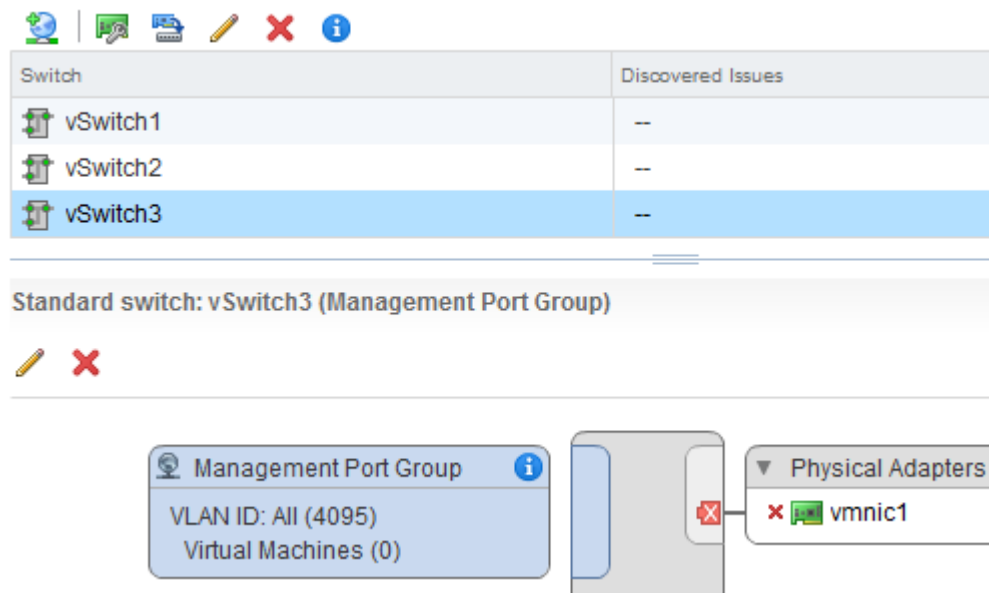 Switch Discovered Issues
vSwitch1 --
vSwitch2 --
vSwitch3 --
Standard switch: vSwitch3 (Management Port Group)
Management Port Group
VLAN ID: All (4095)
Virtual Machines (0)
Physical Adapters
vmnic1